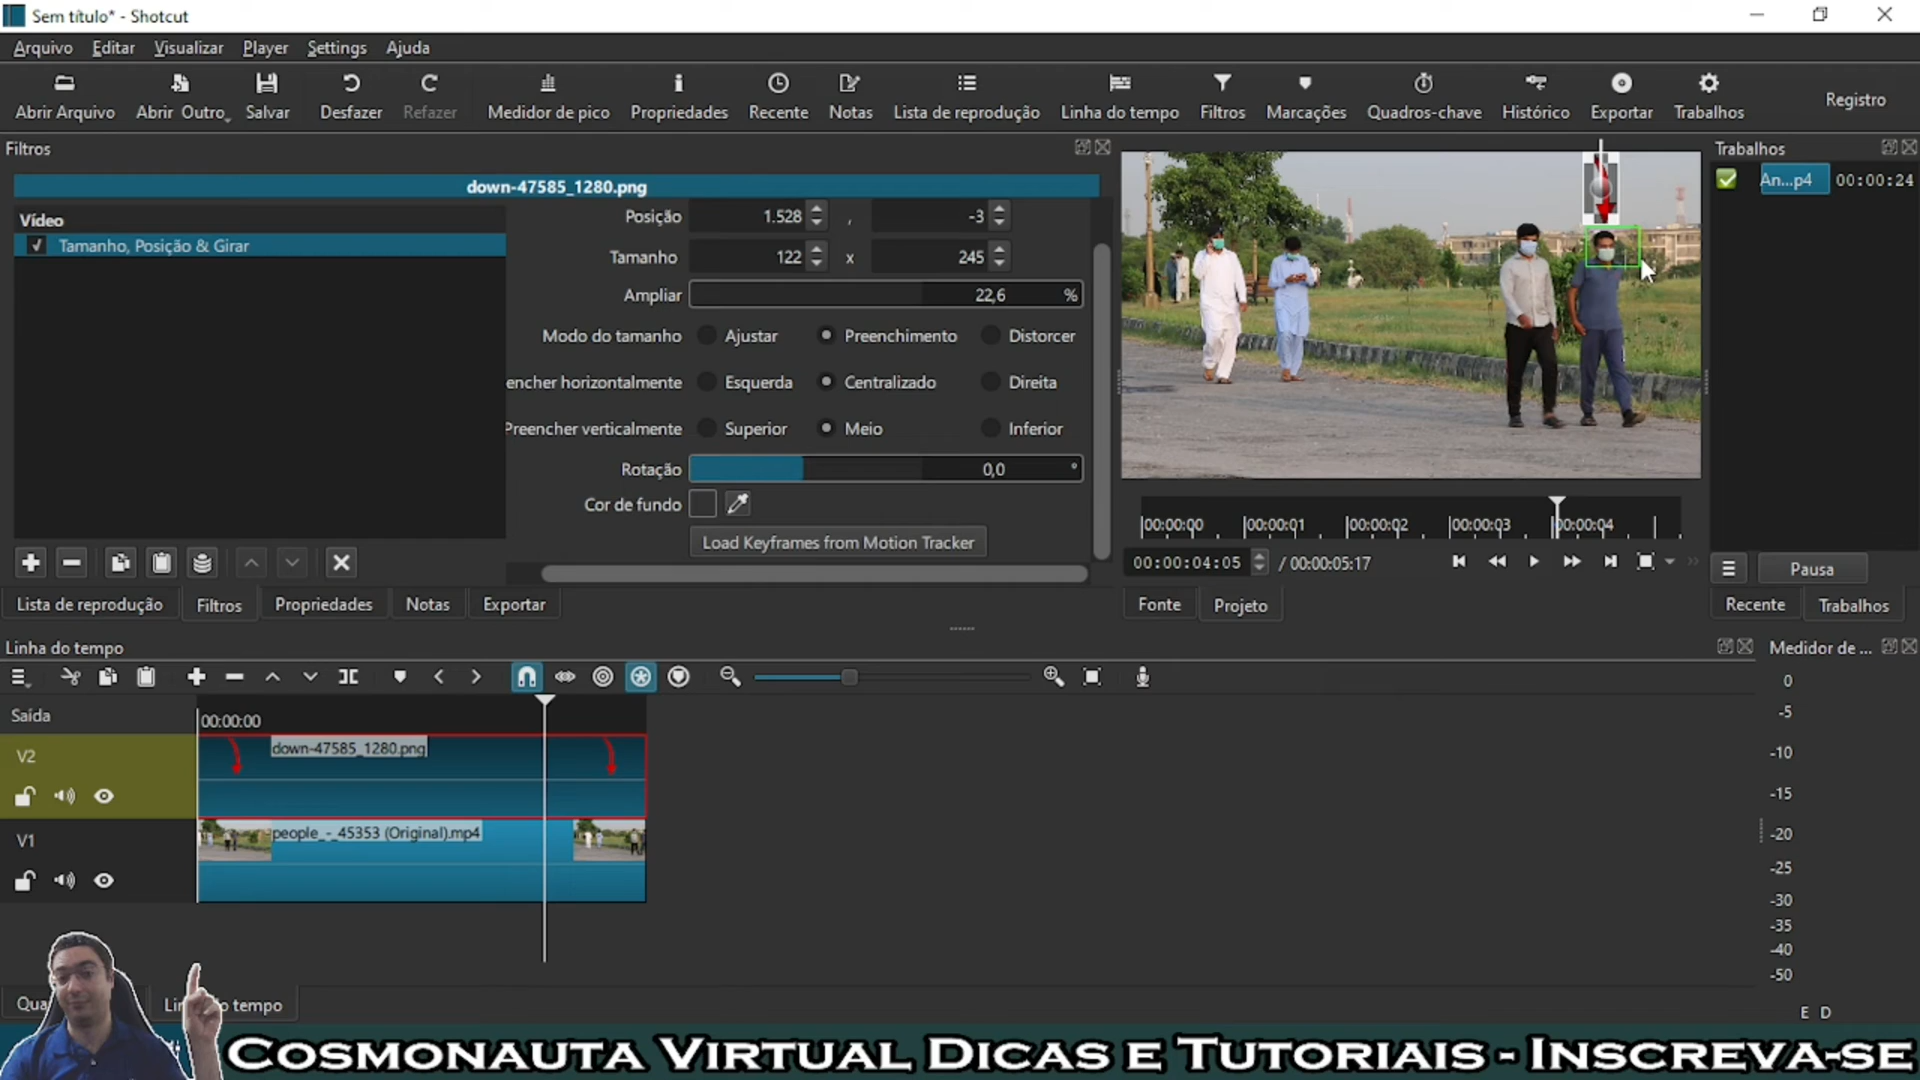 Sem título* - Shotcut
Arquivo Editar Visualizar Player Settings Ajuda
Abrir Arquivo Abrir Outro Salvar Desfazer Refazer Medidor de pico Propriedades Recente Notas Lista de reprodução Linha do tempo Filtros Marcações Quadros-chave Histórico Exportar Trabalhos Registro
Filtros
down-47585_1280.png
Vídeo
Tamanho, Posição & Girar
Posição 1.528 , -3
Tamanho 122 x 245
Ampliar 22,6 %
Modo do tamanho Ajustar Preenchimento Distorcer
encher horizontalmente Esquerda Centralizado Direita
Preencher verticalmente Superior Meio Inferior
Rotação 0,0 °
Cor de fundo
Load Keyframes from Motion Tracker
Lista de reprodução Filtros Propriedades Notas Exportar
00:00:00 00:00:01 00:00:02 00:00:03 00:00:04
00:00:04:05 / 00:00:05:17
Fonte Projeto
Trabalhos
An...p4 00:00:24
Pausa
Recente Trabalhos
Linha do tempo
Saída
00:00:00
V2
down-47585_1280.png
V1
people_-_45353 (Original).mp4
Medidor de ...
0
-5
-10
-15
-20
-25
-30
-35
-40
-50
E D
Qua
do tempo
Cosmonauta Virtual Dicas e Tutoriais - Inscreva-se